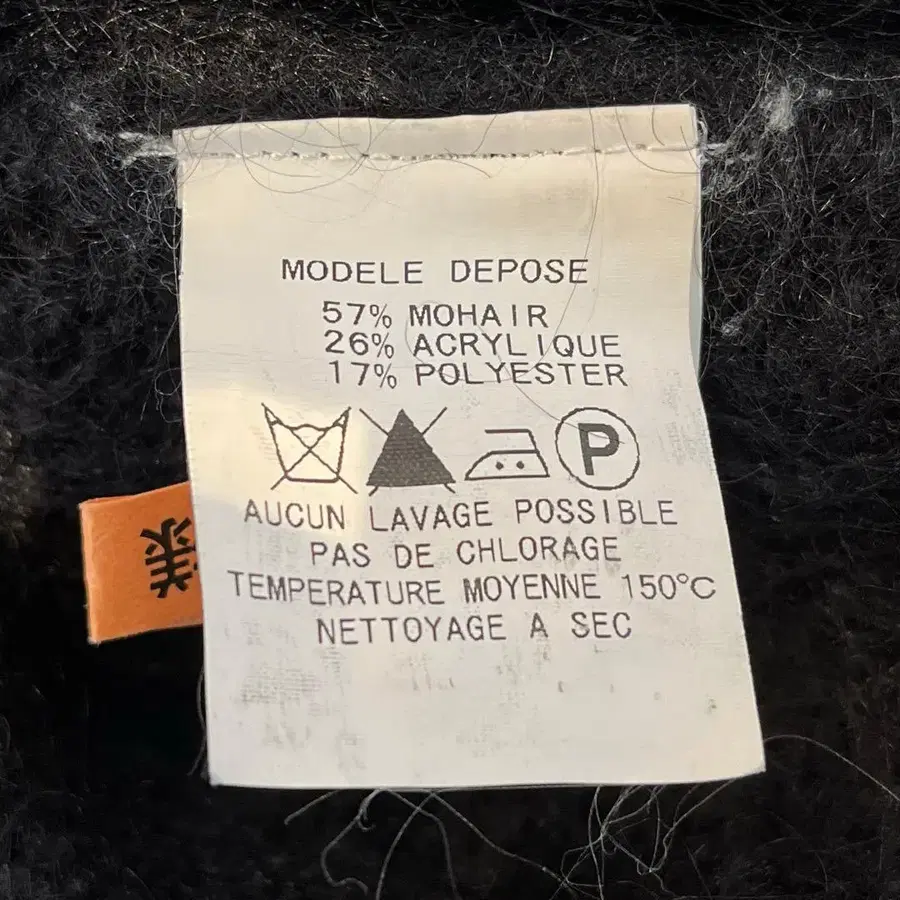 MODELE DEPOSE
57% MOHAIR
26% ACRYLIQUE
17% POLYESTER
P
AUCUN LAVAGE POSSIBLE
PAS DE CHLORAGE
TEMPERATURE MOYENNE 150°C
NETTOYAGE A SEC